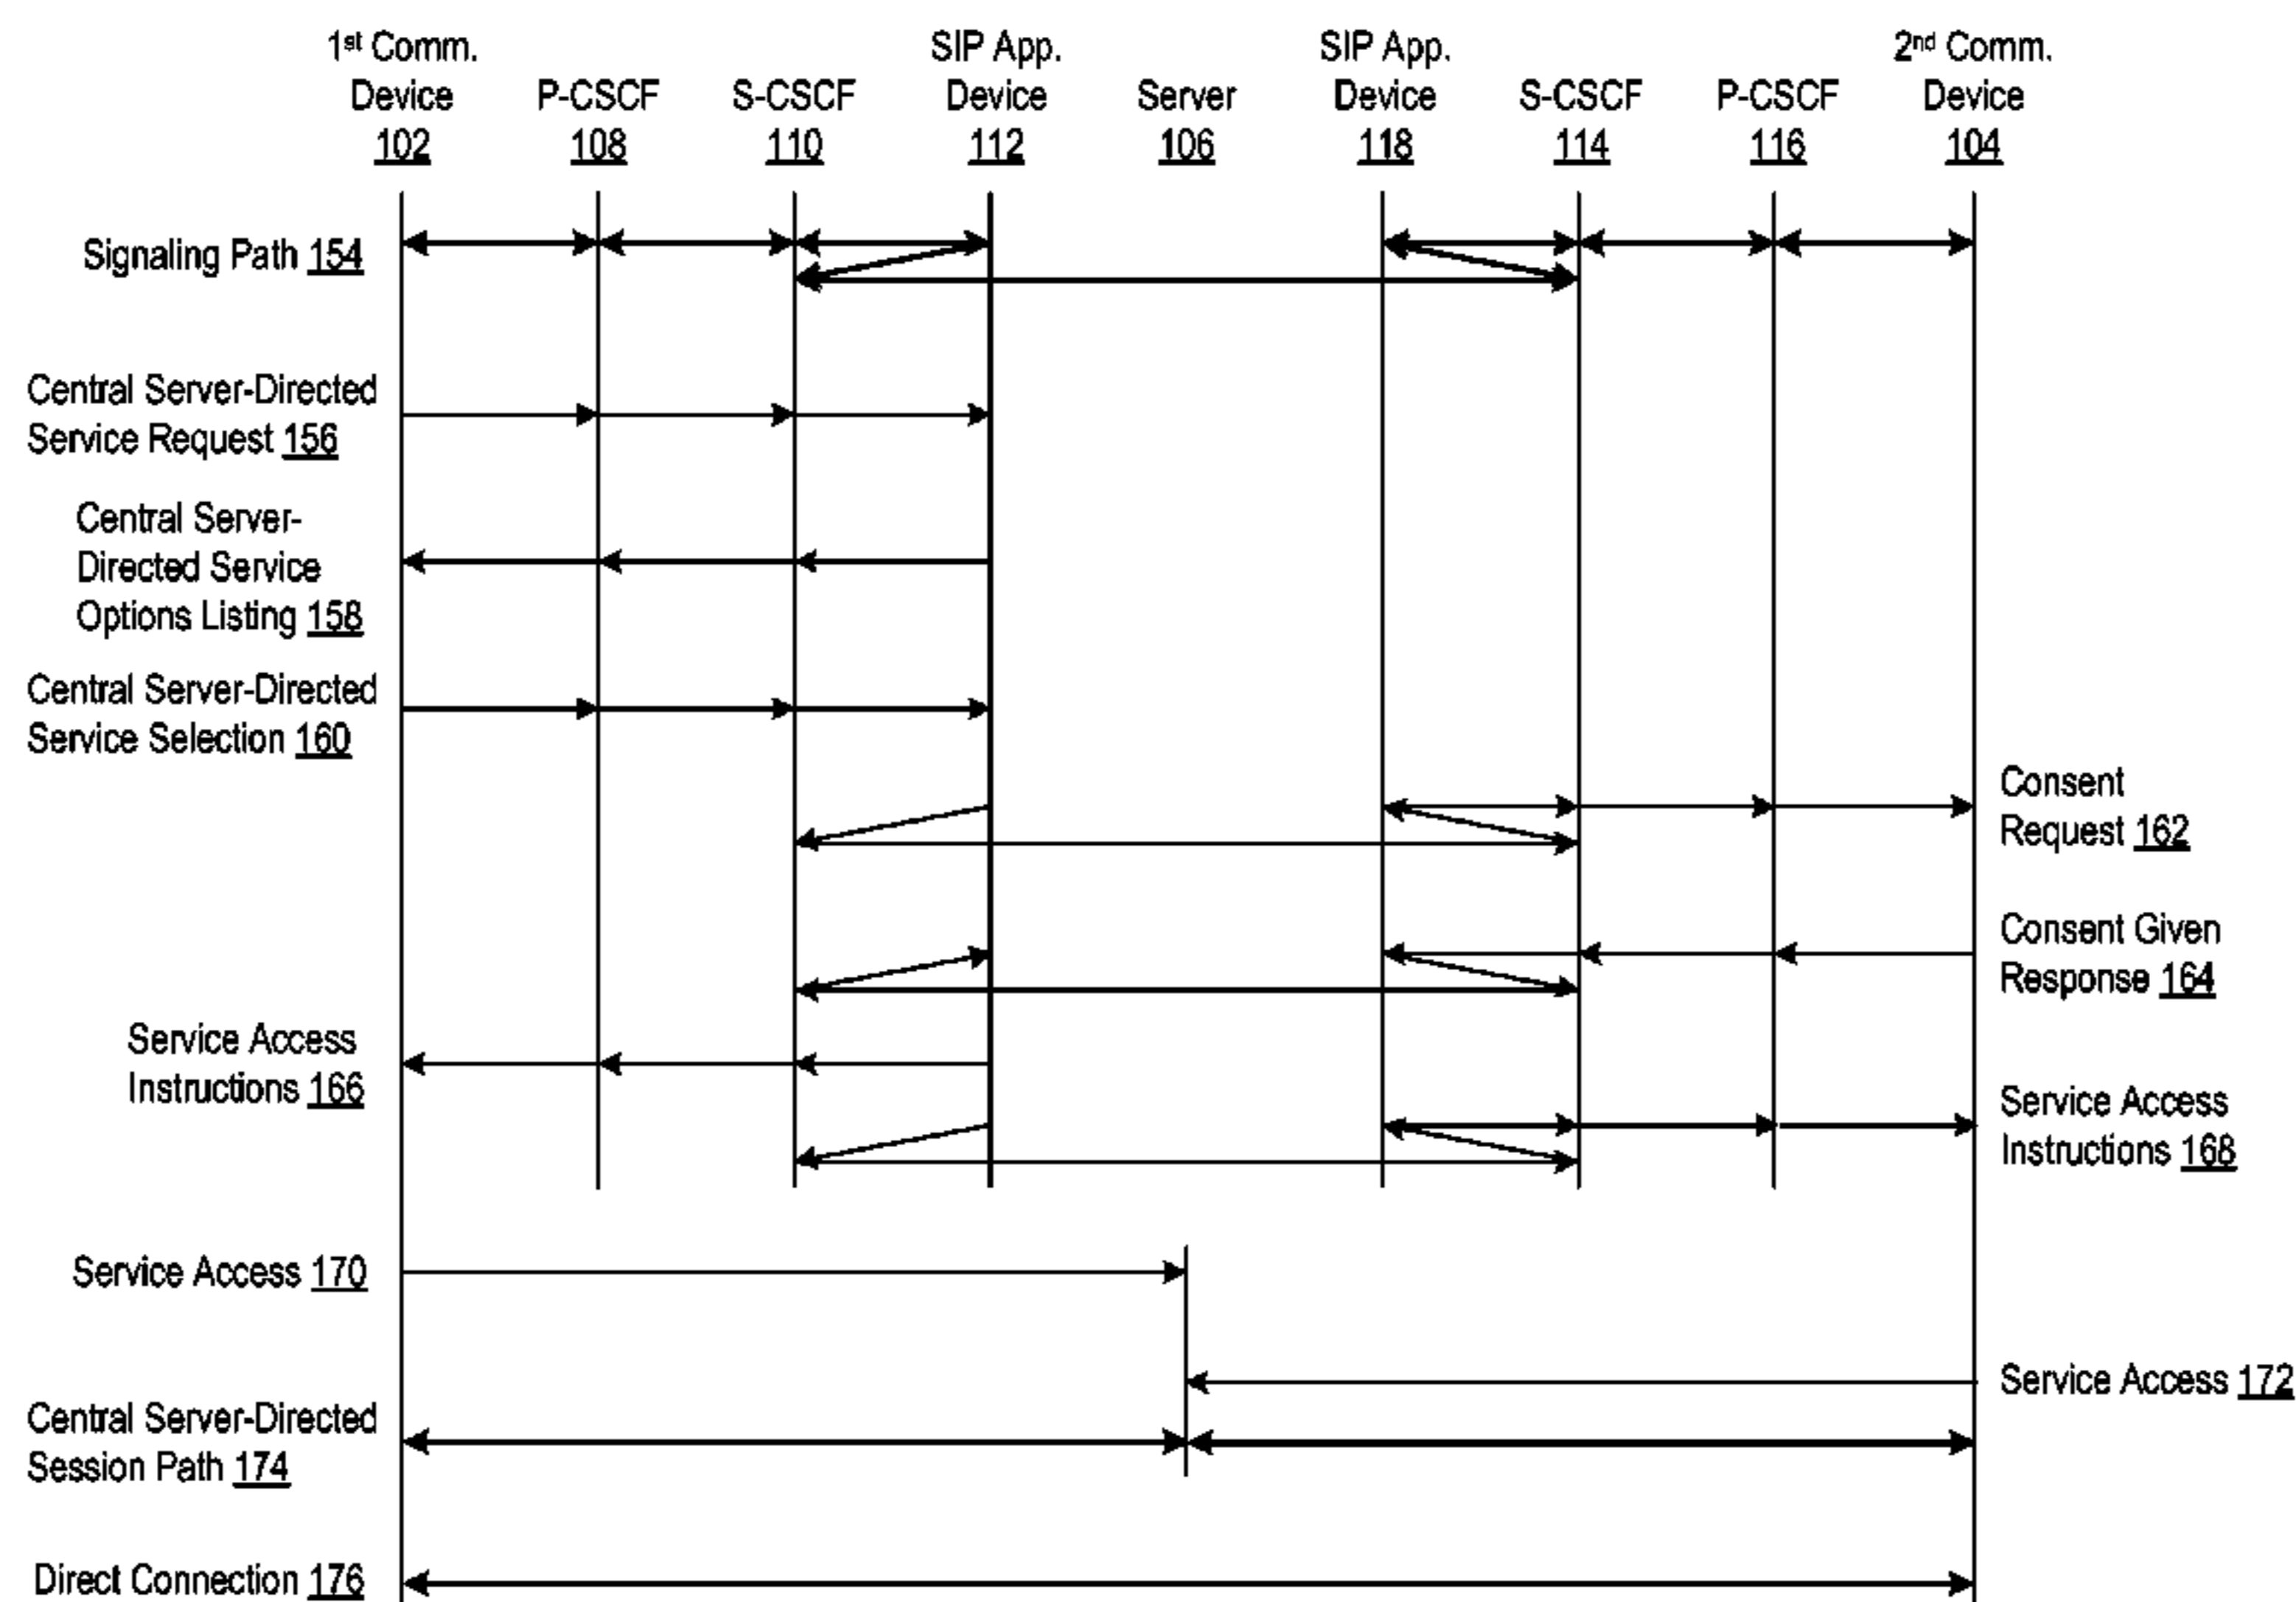 1st Comm. Device 102
P-CSCF 108
S-CSCF 110
SIP App. Device 112
Server 106
SIP App. Device 118
S-CSCF 114
P-CSCF 116
2nd Comm. Device 104
Signaling Path 154
Central Server-Directed
Service Request 156
Central Server-
Directed Service
Options Listing 158
Central Server-Directed
Service Selection 160
Consent
Request 162
Consent Given
Response 164
Service Access
Instructions 166
Service Access
Instructions 168
Service Access 170
Service Access 172
Central Server-Directed
Session Path 174
Direct Connection 176